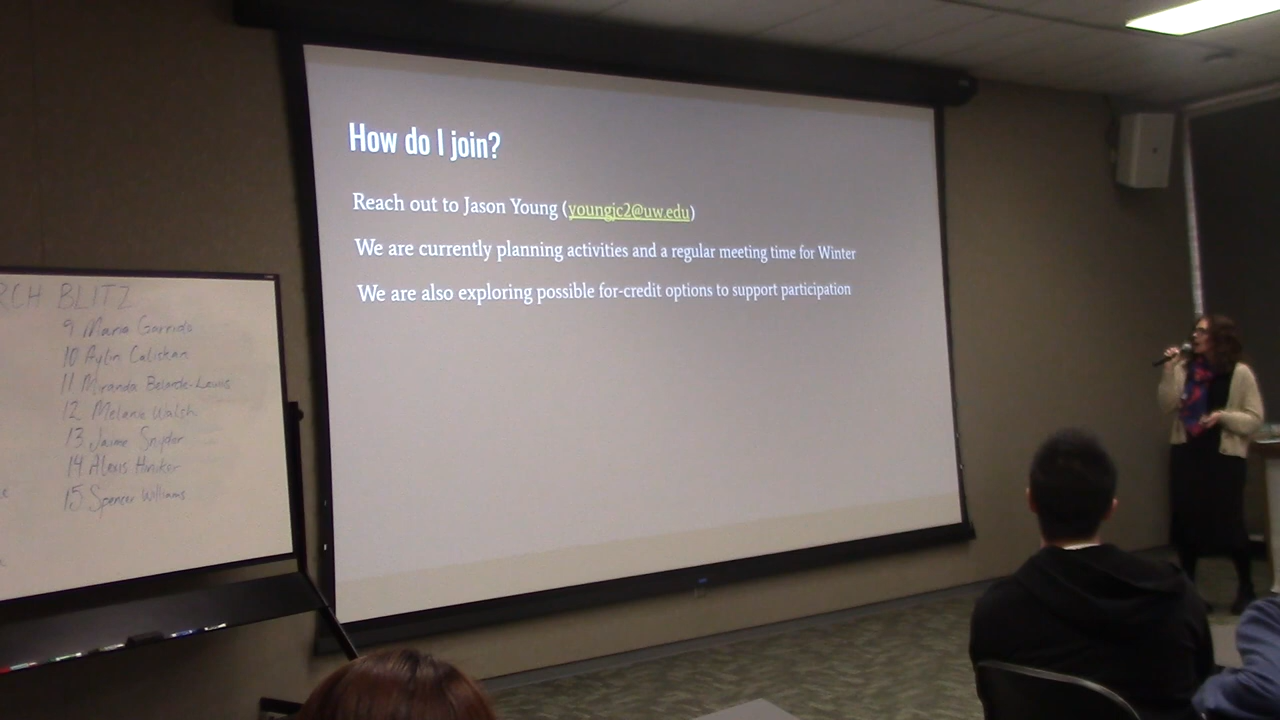 RCH BLITZ
9 Maria Garrido
10 Aylin Caliskan
11 Miranda Belarde-Lewis
12 Melanie Walsh
13 Jaime Snyder
14 Alexis Hiniker
15 Spencer Williams
How do I join?
Reach out to Jason Young (youngjc2@uw.edu)
We are currently planning activities and a regular meeting time for Winter
We are also exploring possible for-credit options to support participation